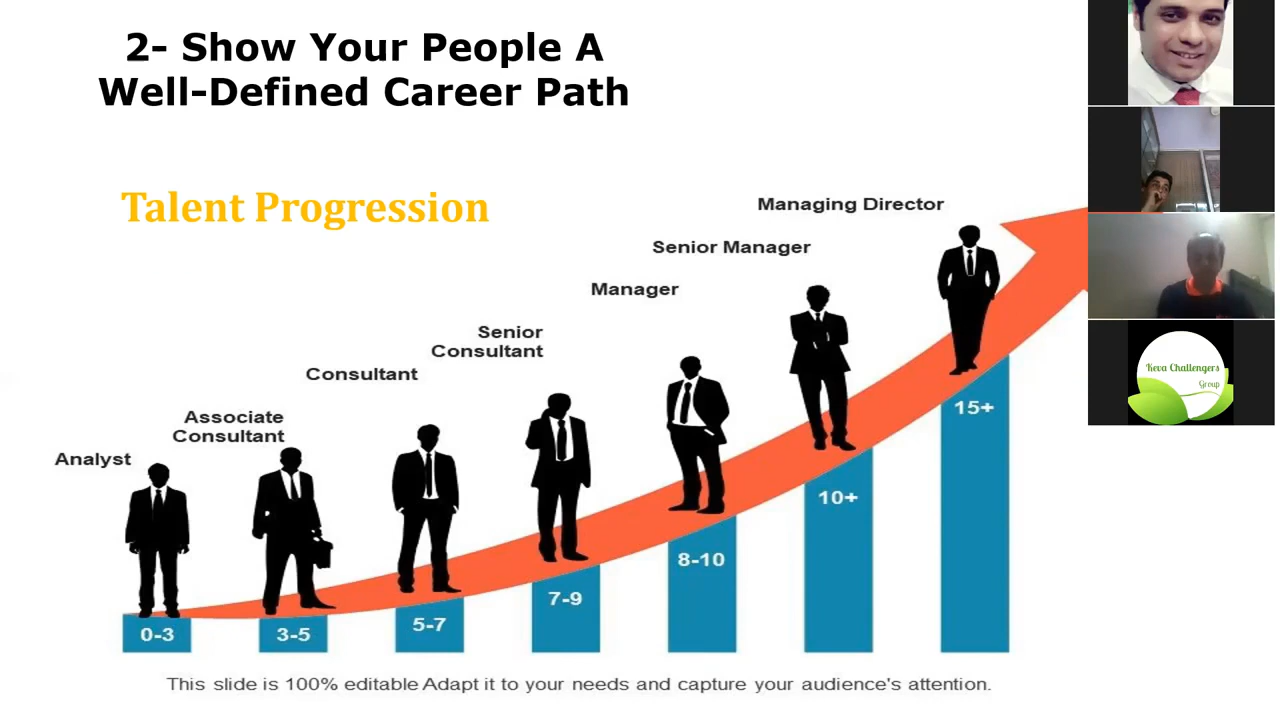 2- Show Your People A
Well-Defined Career Path
Talent Progression
Managing Director
Senior Manager
Manager
Senior
Consultant
Consultant
Associate
Consultant
Analyst
0-3
3-5
5-7
7-9
8-10
10+
15+
This slide is 100% editable Adapt it to your needs and capture your audience's attention.
Keva Challengers
Group